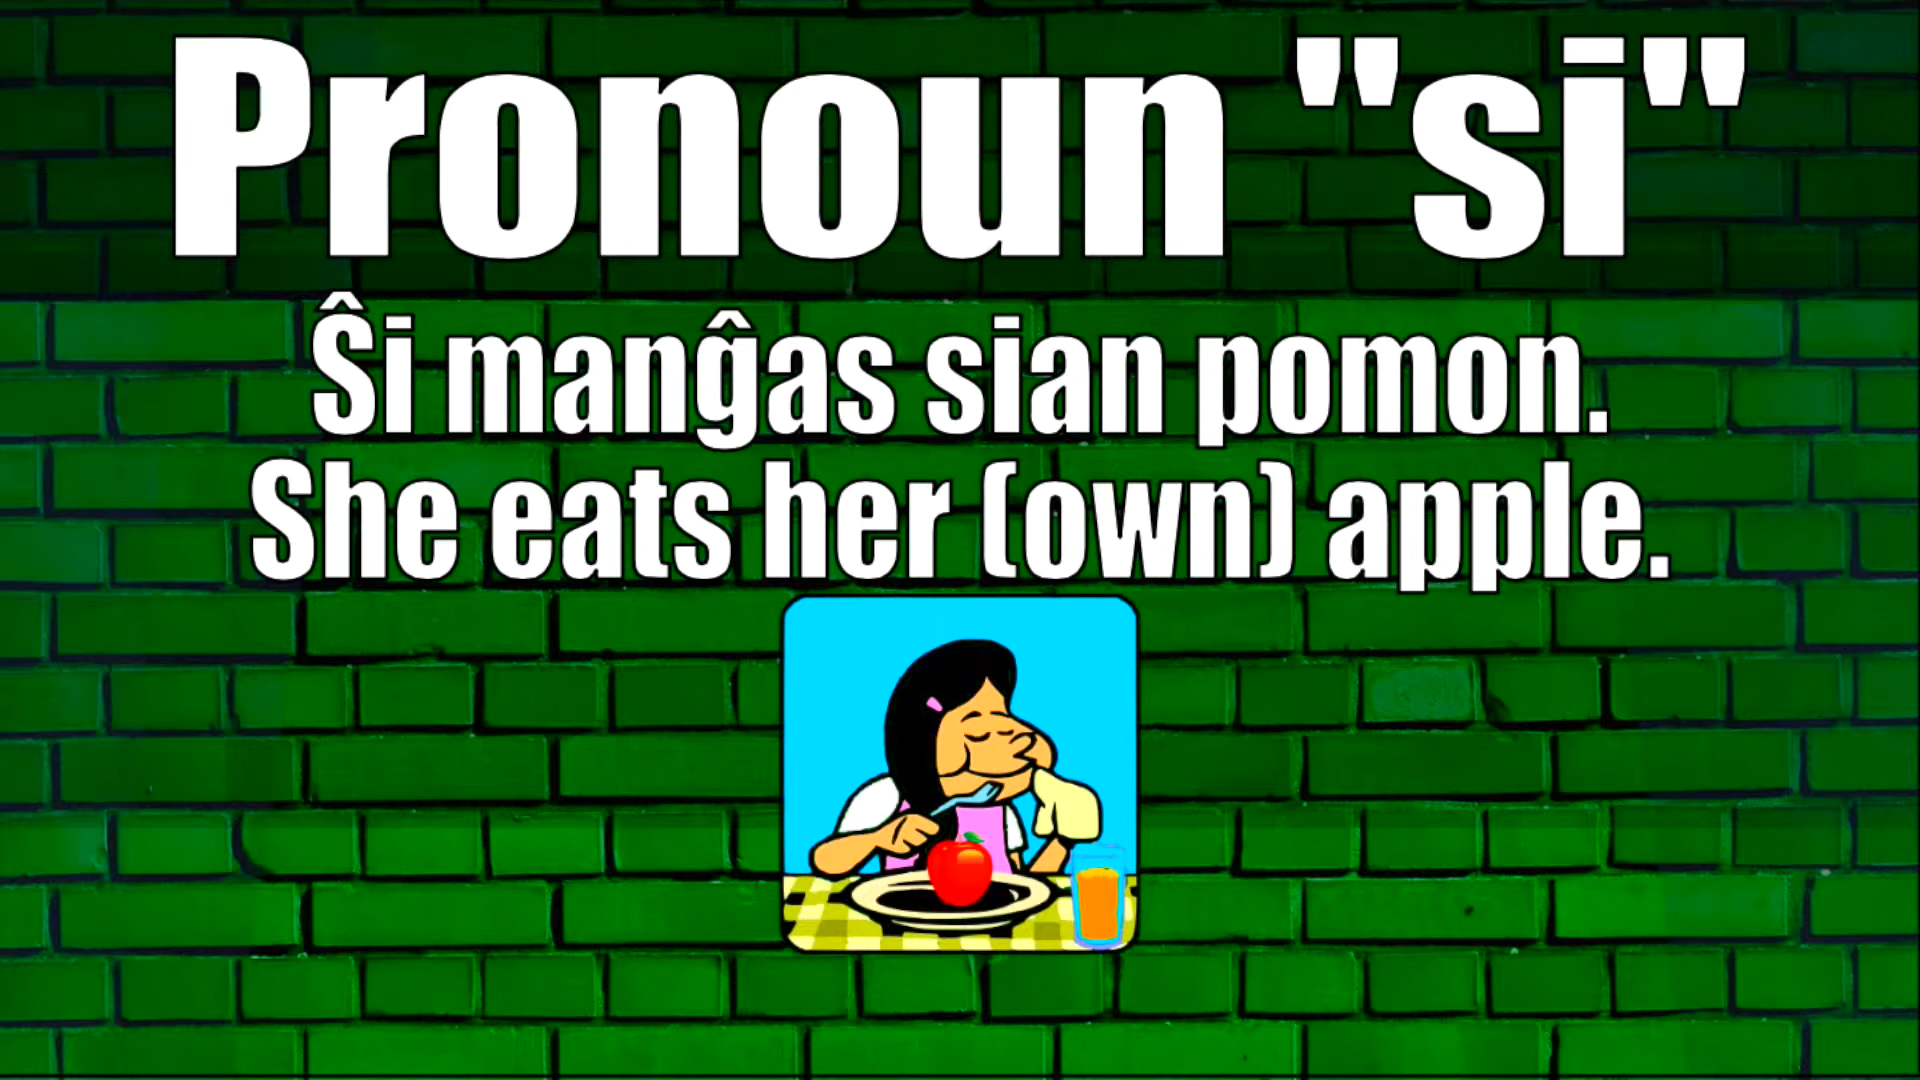 Pronoun "si"
Ŝi manĝas sian pomon.
She eats her (own) apple.